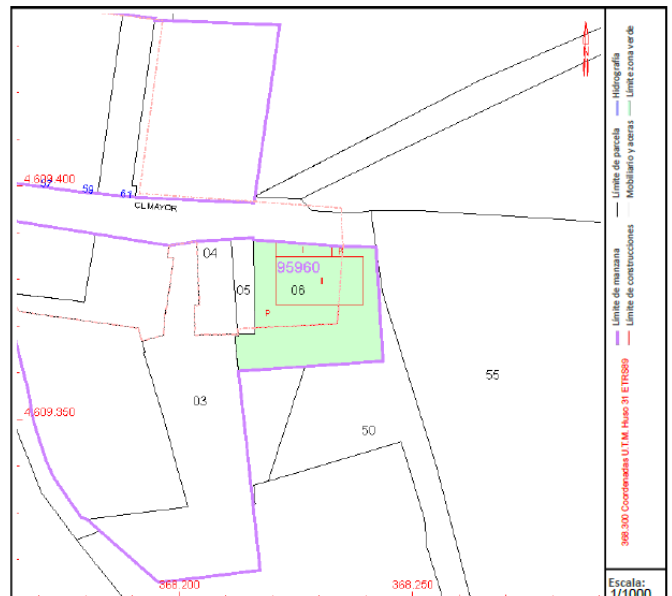 4.609.400
57
59
61
CL MAYOR
04
I
R
95960
II
05
06
P
55
03
4.609.350
50
368.200
368.250
Hidrografía
Límite zona verde
Límite de parcela
Mobiliario y aceras
Límite de manzana
Límite de construcciones
368.300 Coordenadas U.T.M. Huso 31 ETRS89
Escala:
1/1000